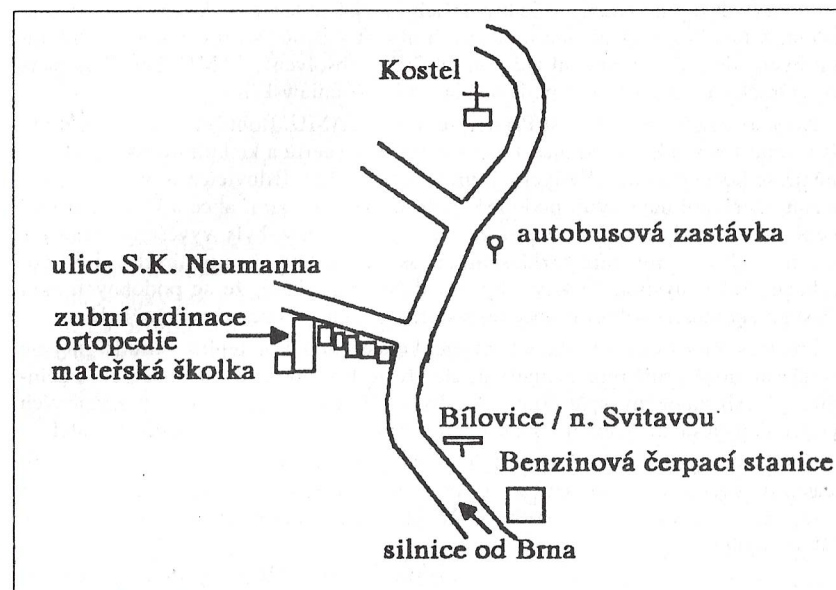 Kostel
autobusová zastávka
ulice S.K. Neumanna
zubní ordinace
ortopedie
mateřská školka
Bílovice / n. Svitavou
Benzinová čerpací stanice
silnice od Brna